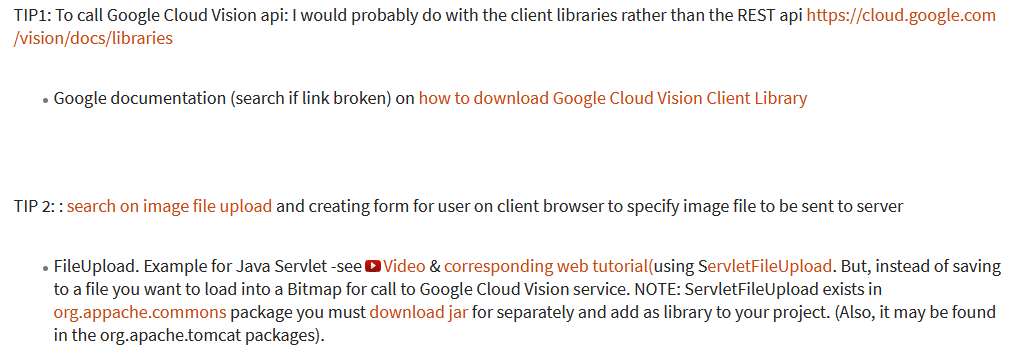 TIP1: To call Google Cloud Vision api: I would probably do with the client libraries rather than the REST api https://cloud.google.com
/vision/docs/libraries
• Google documentation (search if link broken) on how to download Google Cloud Vision Client Library
TIP 2: : search on image file upload and creating form for user on client browser to specify image file to be sent to server
• FileUpload. Example for Java Servlet -see Video & corresponding web tutorial(using ServletFileUpload. But, instead of saving
to a file you want to load into a Bitmap for call to Google Cloud Vision service. NOTE: ServletFileUpload exists in
org.appache.commons package you must download jar for separately and add as library to your project. (Also, it may be found
in the org.apache.tomcat packages).